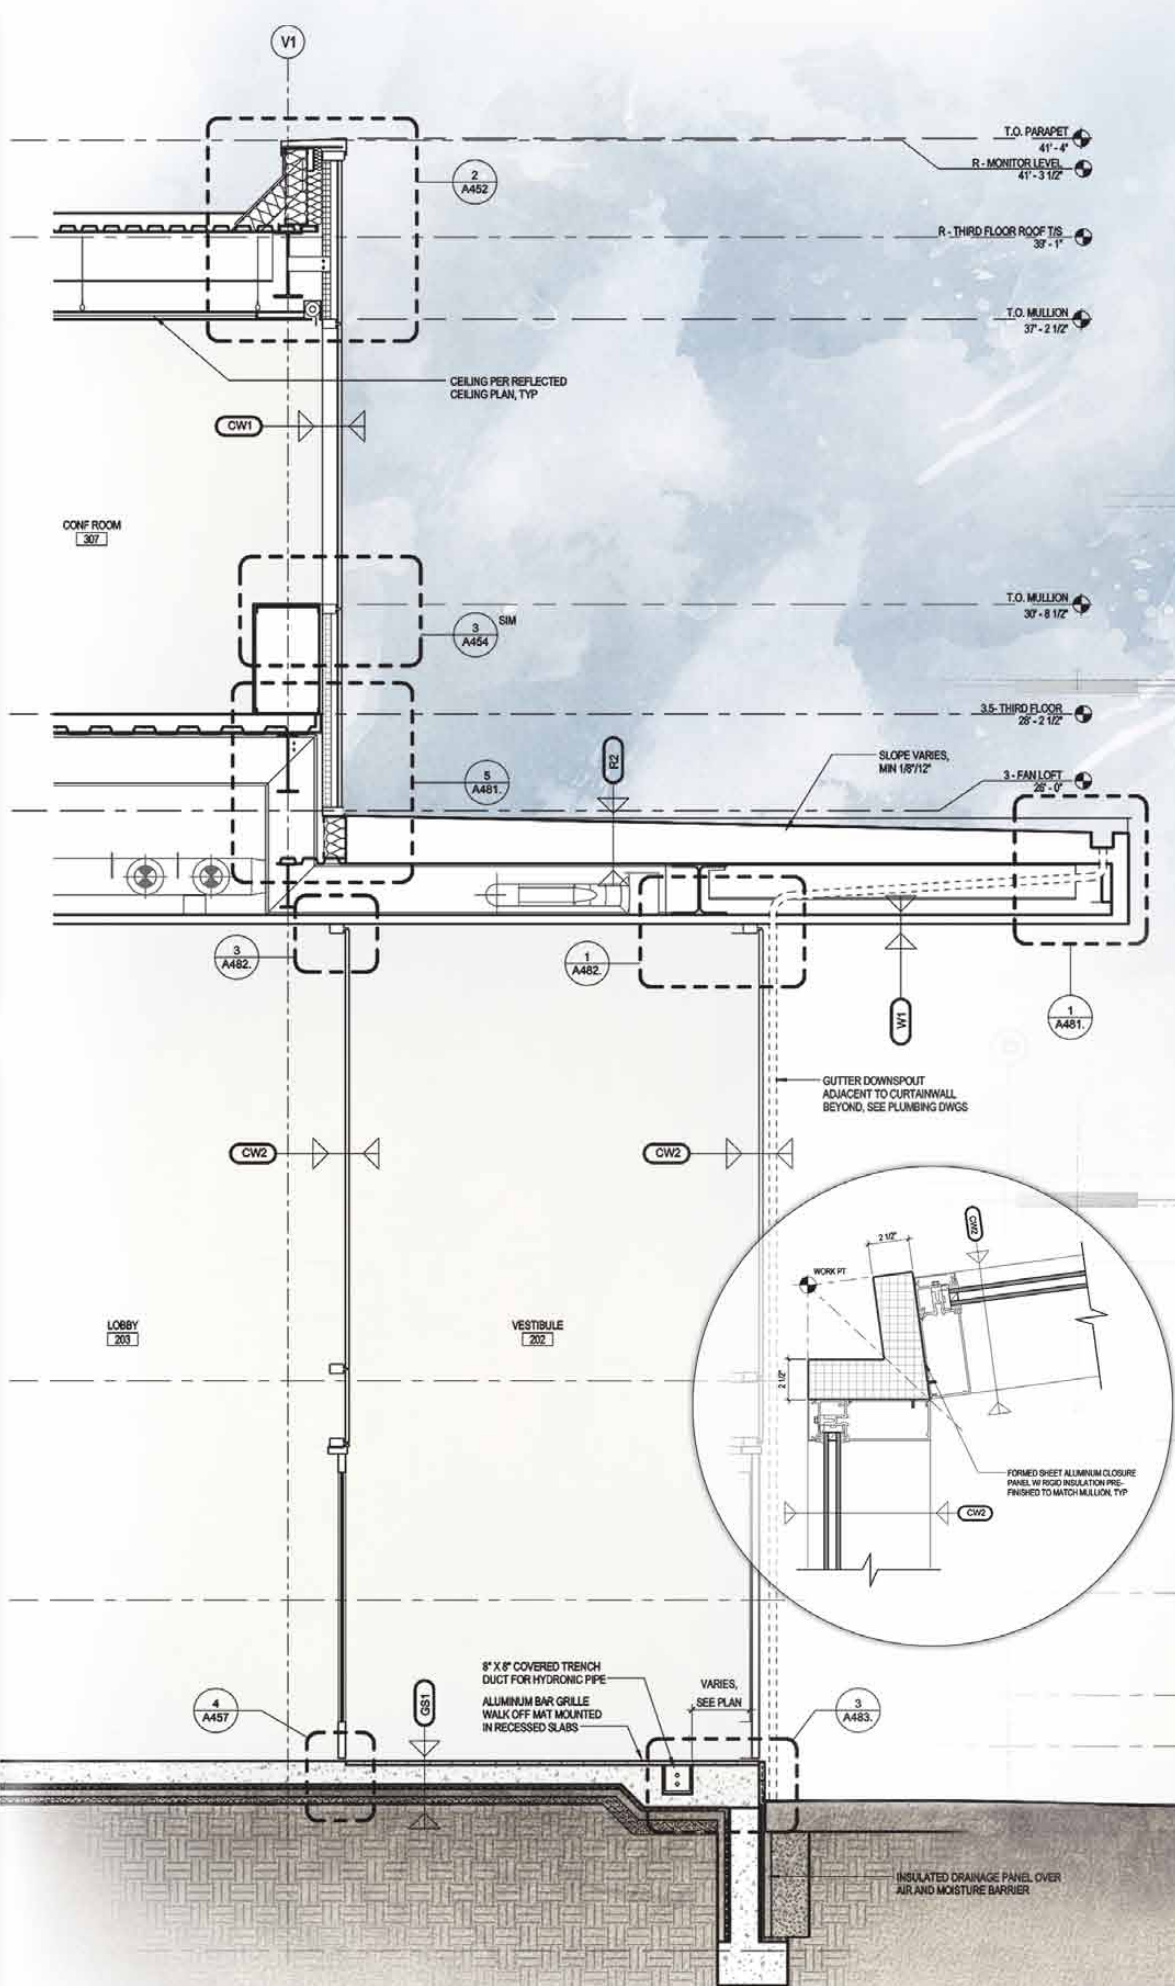 V1
T.O. PARAPET
41' - 4"
R - MONITOR LEVEL
41' - 3 1/2"
2
A452
R - THIRD FLOOR ROOF T/S
39' - 1"
T.O. MULLION
37' - 2 1/2"
CEILING PER REFLECTED
CEILING PLAN, TYP
CW1
CONF ROOM
307
T.O. MULLION
30' - 8 1/2"
3
A454
SIM
3.5- THIRD FLOOR
28' - 2 1/2"
R2
SLOPE VARIES,
MIN 1/8"/12"
5
A481.
3 - FAN LOFT
26' - 0"
3
A482.
1
A482.
W1
1
A481.
GUTTER DOWNSPOUT
ADJACENT TO CURTAINWALL
BEYOND, SEE PLUMBING DWGS
CW2
CW2
CW2
2 1/2"
WORK PT
LOBBY
203
VESTIBULE
202
2 1/2"
FORMED SHEET ALUMINUM CLOSURE
PANEL W/ RIGID INSULATION PRE-
FINISHED TO MATCH MULLION, TYP
CW2
8" X 8" COVERED TRENCH
DUCT FOR HYDRONIC PIPE
ALUMINUM BAR GRILLE
WALK OFF MAT MOUNTED
IN RECESSED SLABS
VARIES,
SEE PLAN
4
A457
GS1
3
A483.
INSULATED DRAINAGE PANEL OVER
AIR AND MOISTURE BARRIER